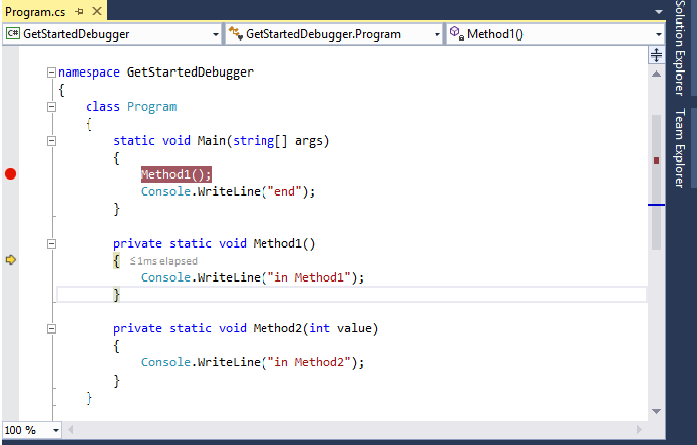 Program.cs
GetStartedDebugger
GetStartedDebugger.Program
Method1()
namespace GetStartedDebugger
{
class Program
{
static void Main(string[] args)
{
Method1();
Console.WriteLine("end");
}
private static void Method1()
{ ≤1ms elapsed
Console.WriteLine("in Method1");
}
private static void Method2(int value)
{
Console.WriteLine("in Method2");
}
}
100 %
Solution Explorer
Team Explorer